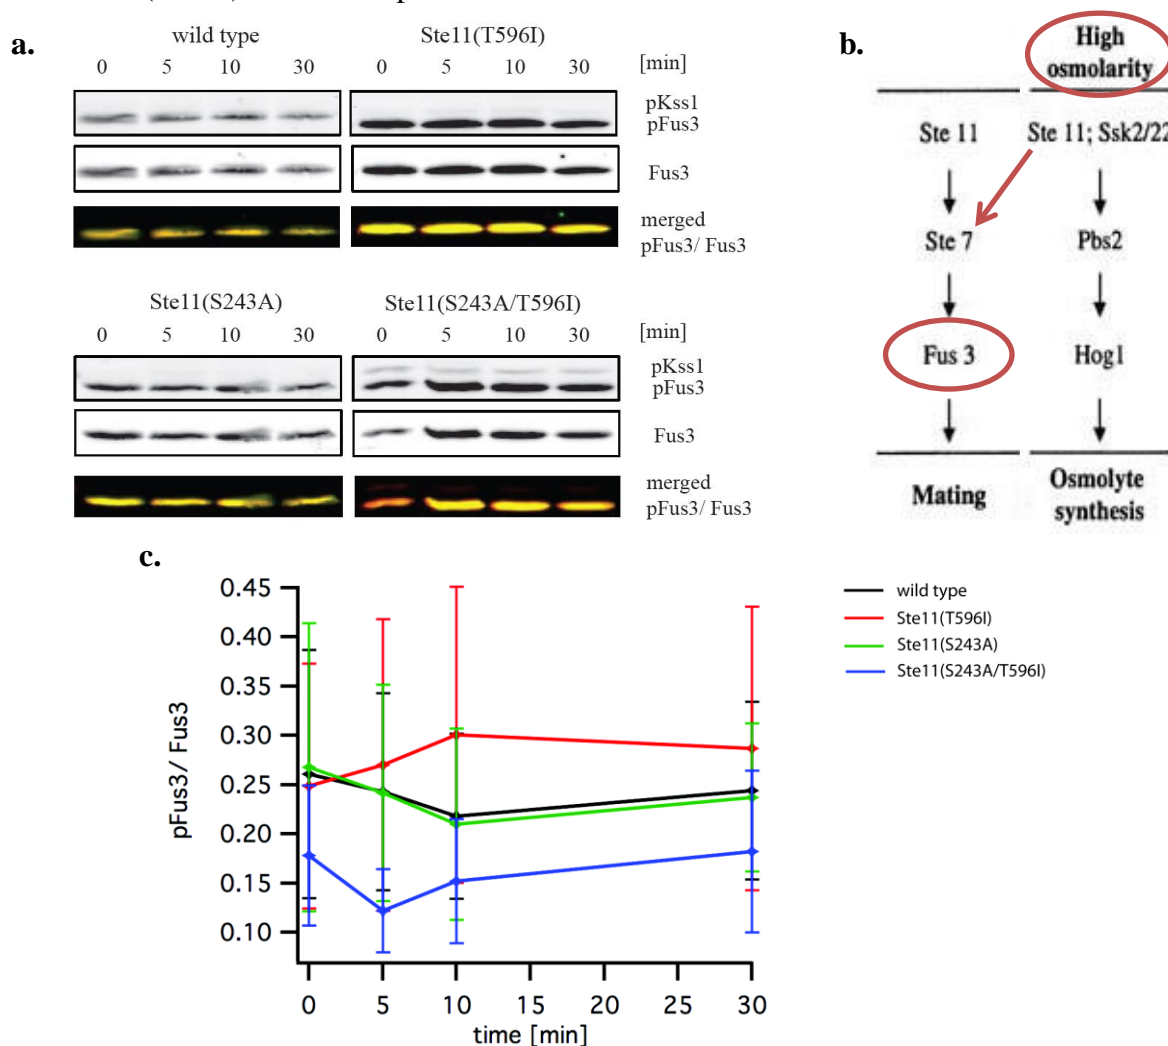 a.
wild type
Ste11(T596I)
0 5 10 30 0 5 10 30 [min]
pKss1
pFus3
Fus3
merged
pFus3/ Fus3
Ste11(S243A)
Ste11(S243A/T596I)
0 5 10 30 0 5 10 30 [min]
pKss1
pFus3
Fus3
merged
pFus3/ Fus3
b.
High
osmolarity
Ste 11
Ste 11; Ssk2/22
Ste 7
Pbs2
Fus 3
Hog1
Mating
Osmolyte
synthesis
c.
pFus3/ Fus3
0.45
0.40
0.35
0.30
0.25
0.20
0.15
0.10
0 5 10 15 20 25 30
time [min]
wild type
Ste11(T596I)
Ste11(S243A)
Ste11(S243A/T596I)